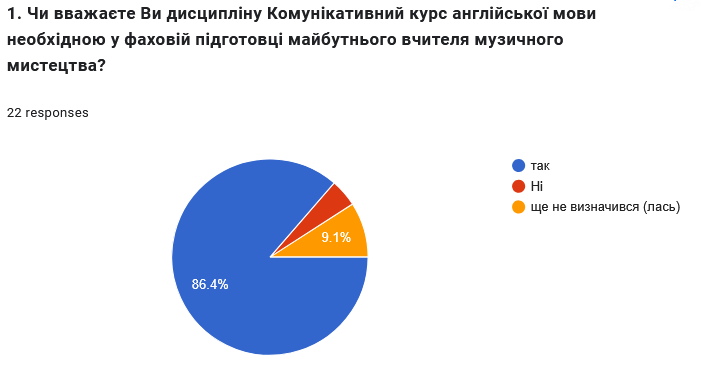 1. Чи вважаєте Ви дисципліну Комунікативний курс англійської мови
необхідною у фаховій підготовці майбутнього вчителя музичного
мистецтва?
22 responses
так
Ні
ще не визначився (лась)
9.1%
86.4%